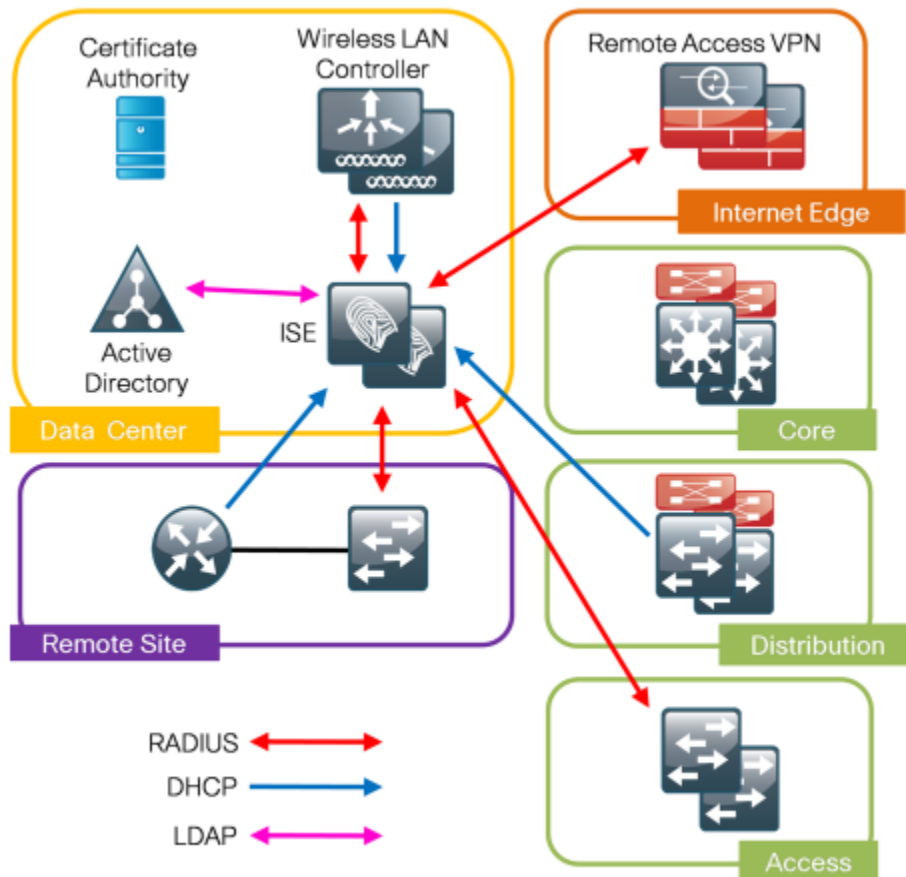 Certificate
Authority
Wireless LAN
Controller
Remote Access VPN
Internet Edge
ISE
Active
Directory
Data Center
Core
Remote Site
Distribution
RADIUS
DHCP
LDAP
Access